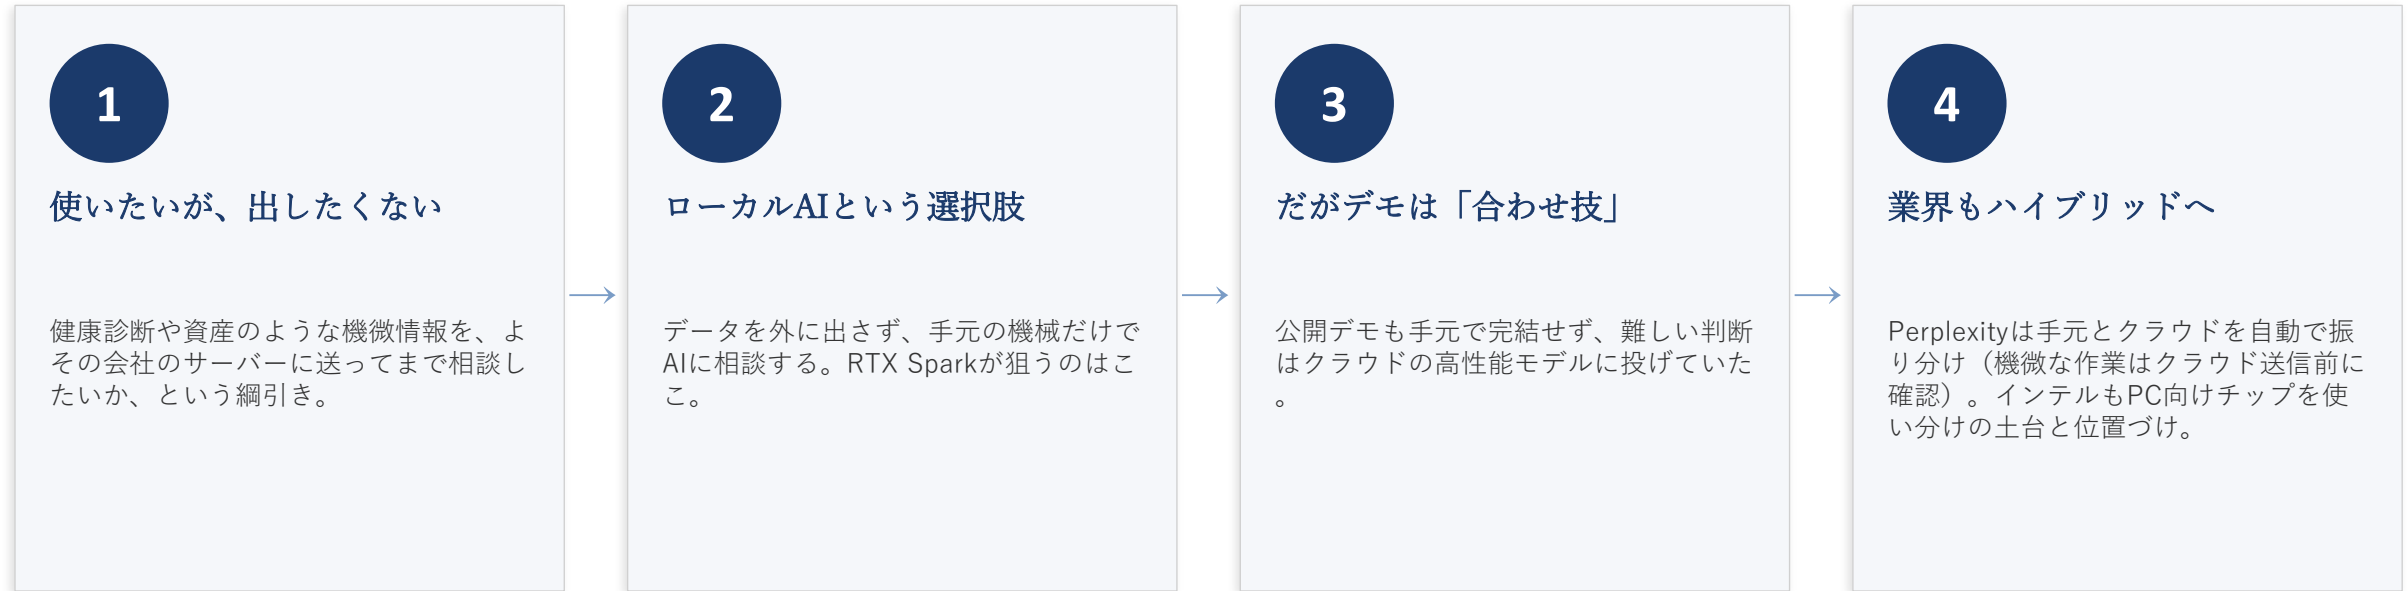 1
使いたいが、出したくない
健康診断や資産のような機微情報を、よ
その会社のサーバーに送ってまで相談し
たいか、という綱引き。
2
ローカルAIという選択肢
データを外に出さず、手元の機械だけで
AIに相談する。RTX Sparkが狙うのはこ
こ。
3
だがデモは「合わせ技」
公開デモも手元で完結せず、難しい判断
はクラウドの高性能モデルに投げていた
。
4
業界もハイブリッドへ
Perplexityは手元とクラウドを自動で振
り分け（機微な作業はクラウド送信前に
確認）。インテルもPC向けチップを使
い分けの土台と位置づけ。